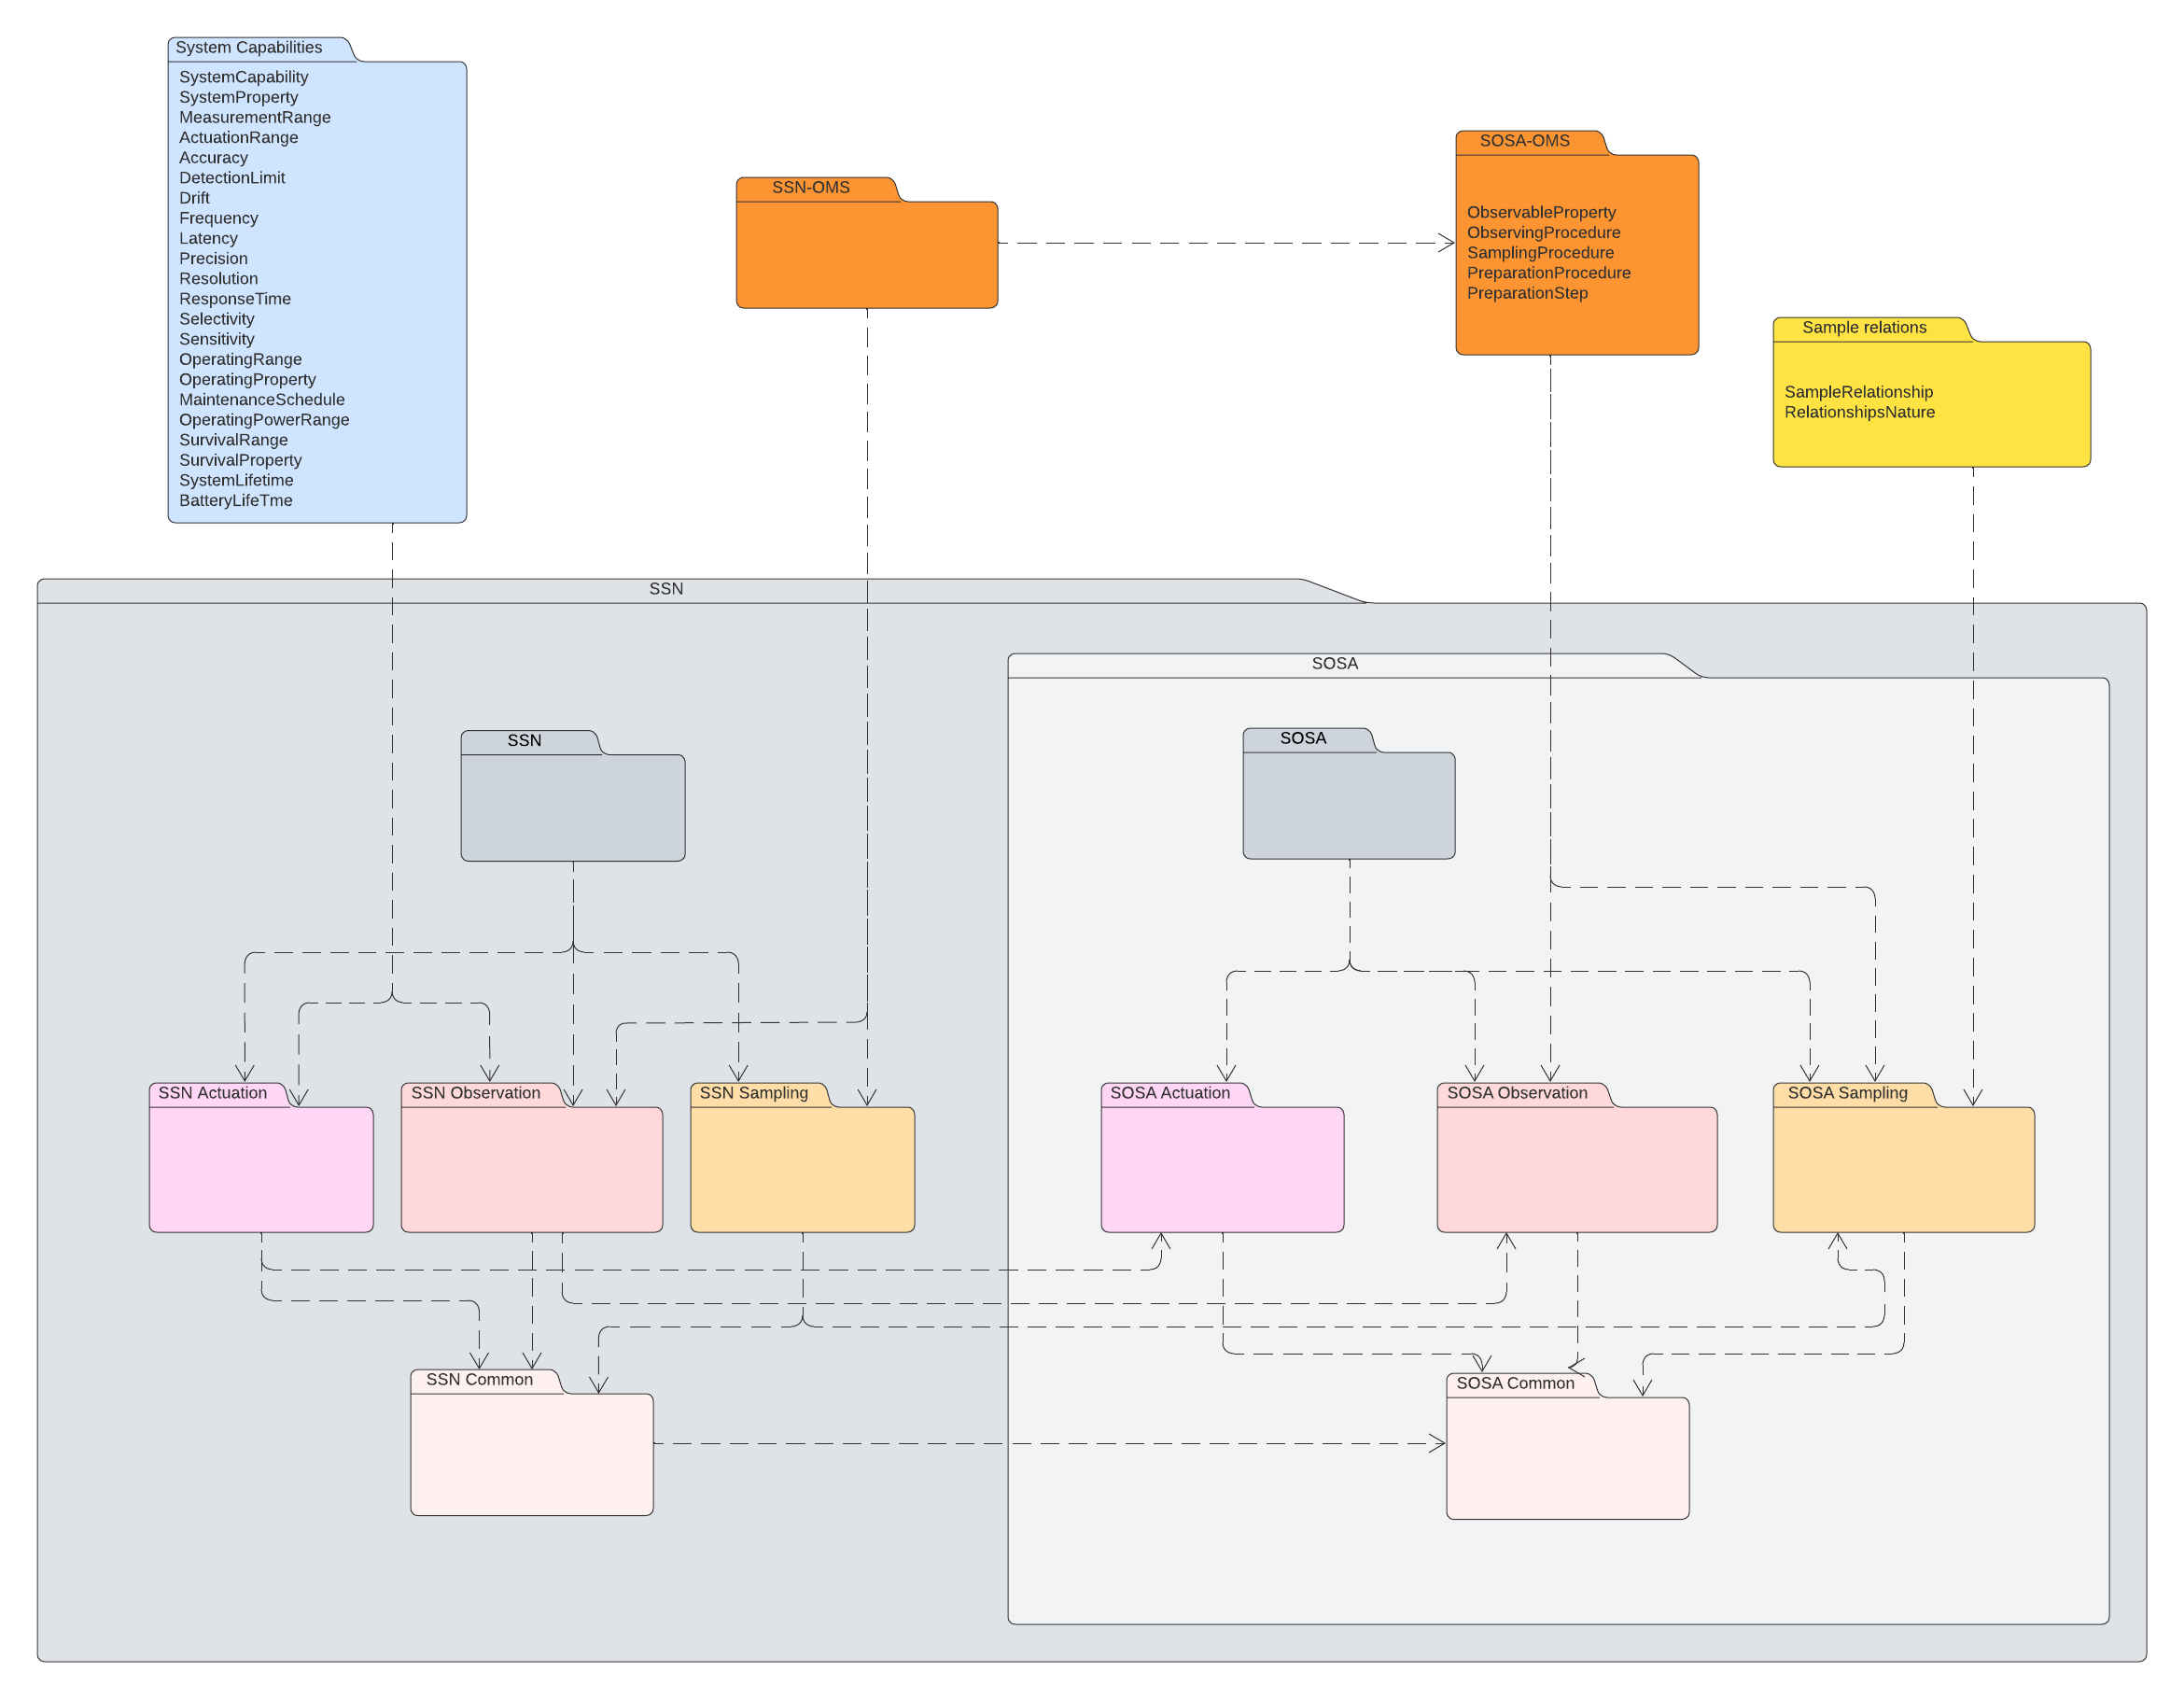 System Capabilities
SystemCapability
SystemProperty
MeasurementRange
ActuationRange
Accuracy
DetectionLimit
Drift
Frequency
Latency
Precision
Resolution
ResponseTime
Selectivity
Sensitivity
OperatingRange
OperatingProperty
MaintenanceSchedule
OperatingPowerRange
SurvivalRange
SurvivalProperty
SystemLifetime
BatteryLifeTme
SSN-OMS
SOSA-OMS
ObservableProperty
ObservingProcedure
SamplingProcedure
PreparationProcedure
PreparationStep
Sample relations
SampleRelationship
RelationshipsNature
SSN
SOSA
SSN
SOSA
SSN Actuation
SSN Observation
SSN Sampling
SOSA Actuation
SOSA Observation
SOSA Sampling
SSN Common
SOSA Common